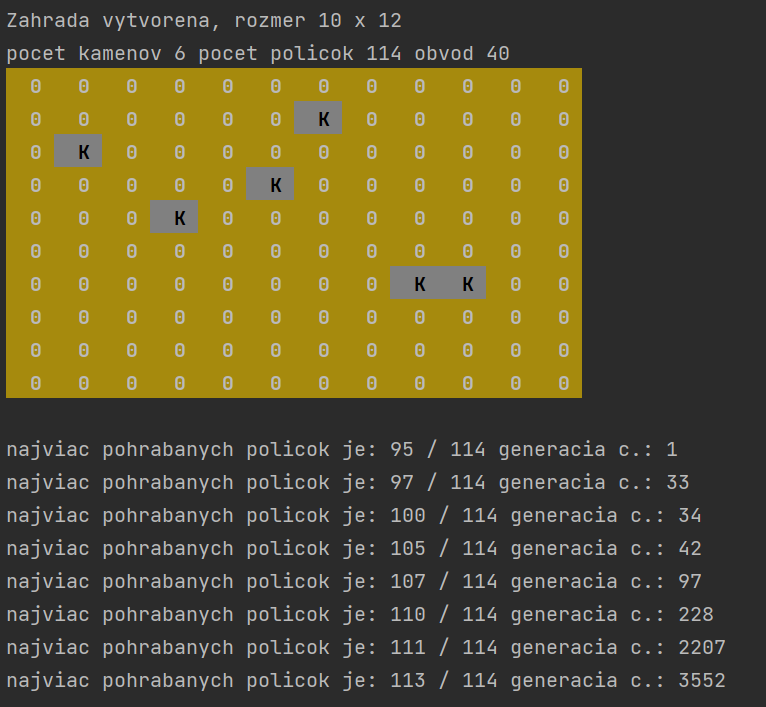 Zahrada vytvorena, rozmer 10 x 12
pocet kamenov 6 pocet policok 114 obvod 40
0 0 0 0 0 0 0 0 0 0 0 0
0 0 0 0 0 0 K 0 0 0 0 0
0 K 0 0 0 0 0 0 0 0 0 0
0 0 0 0 0 K 0 0 0 0 0 0
0 0 0 K 0 0 0 0 0 0 0 0
0 0 0 0 0 0 0 0 0 0 0 0
0 0 0 0 0 0 0 0 K K 0 0
0 0 0 0 0 0 0 0 0 0 0 0
0 0 0 0 0 0 0 0 0 0 0 0
0 0 0 0 0 0 0 0 0 0 0 0
najviac pohrabanych policok je: 95 / 114 generacia c.: 1
najviac pohrabanych policok je: 97 / 114 generacia c.: 33
najviac pohrabanych policok je: 100 / 114 generacia c.: 34
najviac pohrabanych policok je: 105 / 114 generacia c.: 42
najviac pohrabanych policok je: 107 / 114 generacia c.: 97
najviac pohrabanych policok je: 110 / 114 generacia c.: 228
najviac pohrabanych policok je: 111 / 114 generacia c.: 2207
najviac pohrabanych policok je: 113 / 114 generacia c.: 3552